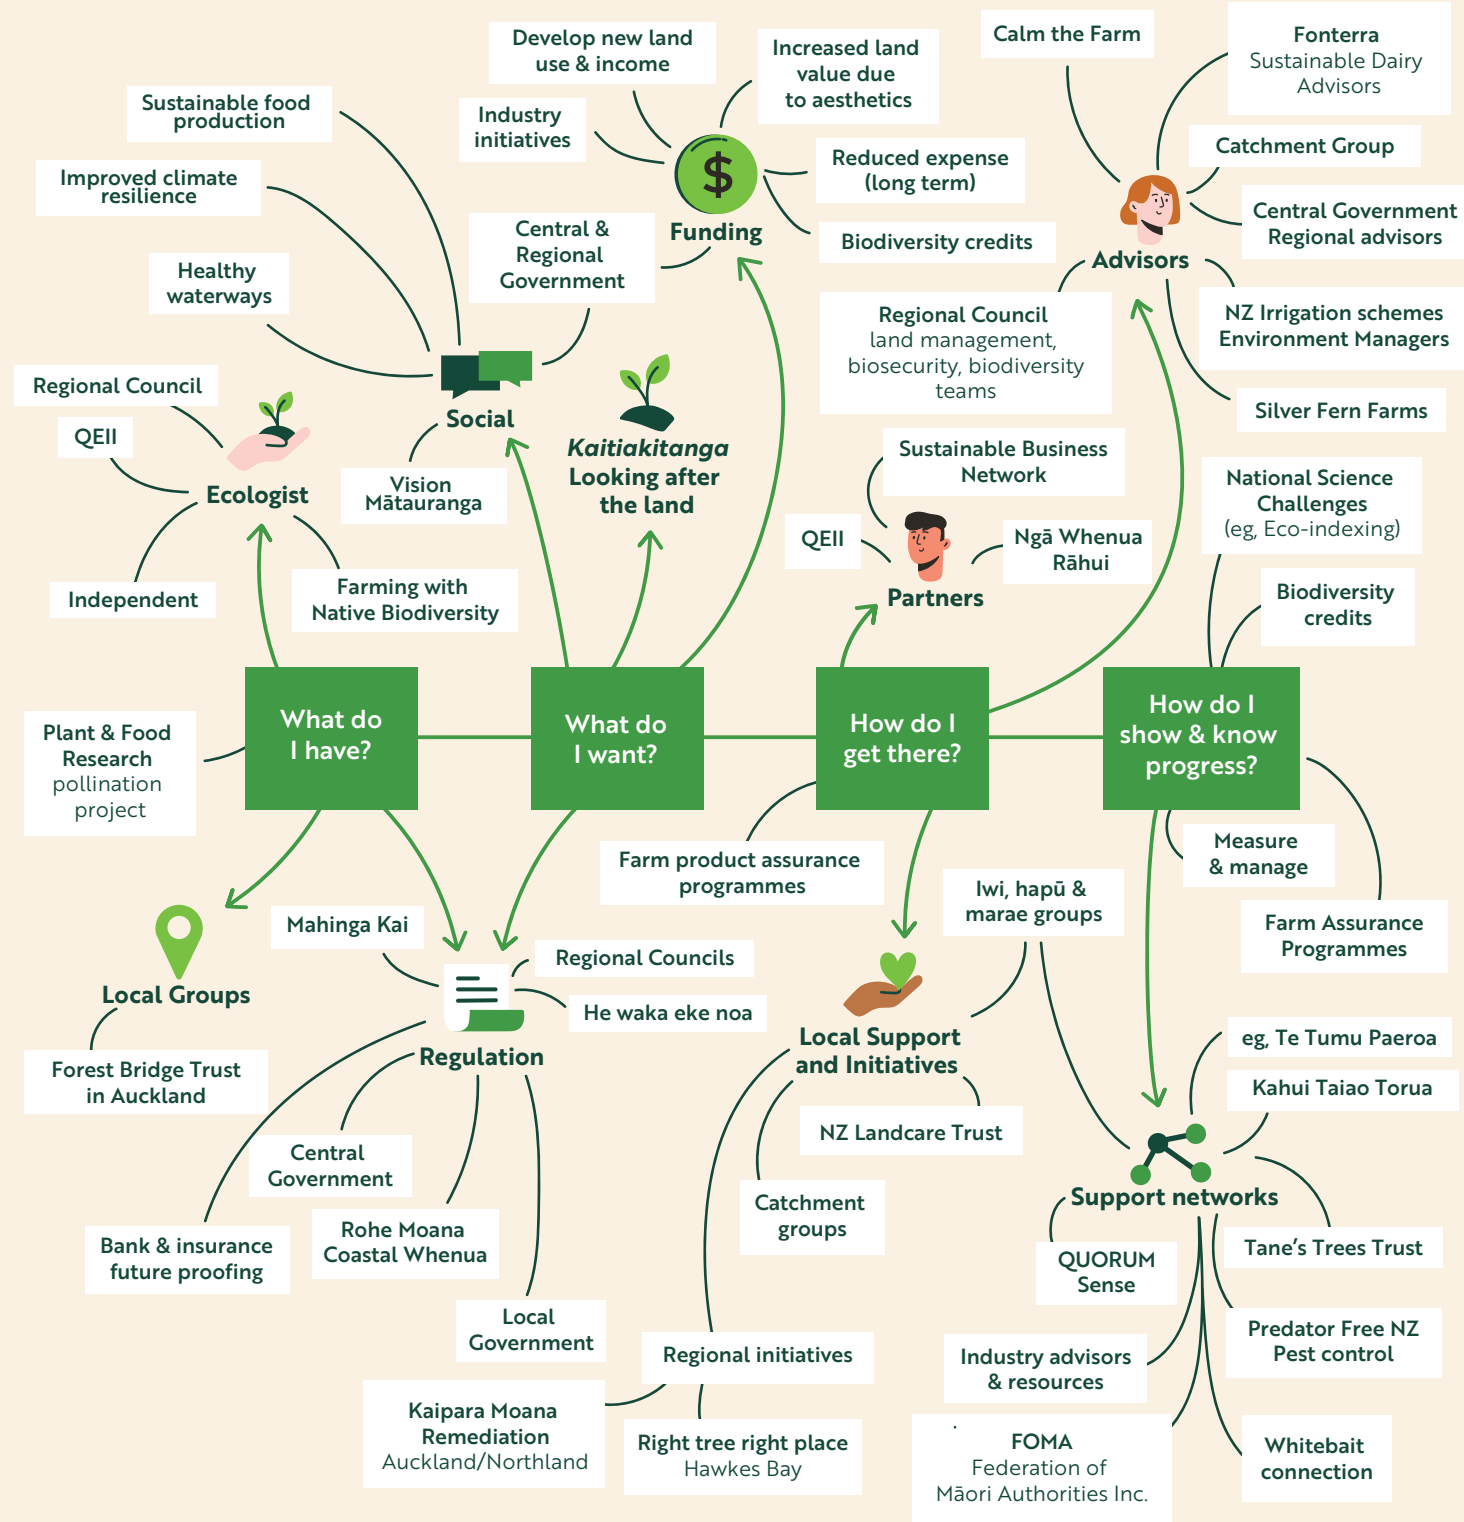 Develop new land
use & income
Increased land
value due
to aesthetics
Calm the Farm
Fonterra
Sustainable Dairy
Advisors
Sustainable food
production
Industry
initiatives
$
Funding
Reduced expense
(long term)
Catchment Group
Improved climate
resilience
Central &
Regional
Government
Biodiversity credits
Central Government
Regional advisors
Advisors
Healthy
waterways
Regional Council
land management,
biosecurity, biodiversity
teams
NZ Irrigation schemes
Environment Managers
Silver Fern Farms
Regional Council
QEII
Ecologist
Social
Vision
Mātauranga
Kaitiakitanga
Looking after
the land
Sustainable Business
Network
QEII
Ngā Whenua
Rāhui
Partners
National Science
Challenges
(eg, Eco-indexing)
Biodiversity
credits
Independent
Farming with
Native Biodiversity
What do
I have?
What do
I want?
How do I
get there?
How do I
show & know
progress?
Plant & Food
Research
pollination
project
Farm product assurance
programmes
Measure
& manage
Iwi, hapū &
marae groups
Farm Assurance
Programmes
Mahinga Kai
Regional Councils
He waka eke noa
Local Groups
Regulation
Local Support
and Initiatives
Forest Bridge Trust
in Auckland
eg, Te Tumu Paeroa
Kahui Taiao Torua
NZ Landcare Trust
Central
Government
Catchment
groups
Support networks
Rohe Moana
Coastal Whenua
Bank & insurance
future proofing
QUORUM
Sense
Tane’s Trees Trust
Local
Government
Regional initiatives
Industry advisors
& resources
Predator Free NZ
Pest control
Kaipara Moana
Remediation
Auckland/Northland
Right tree right place
Hawkes Bay
FOMA
Federation of
Māori Authorities Inc.
Whitebait
connection